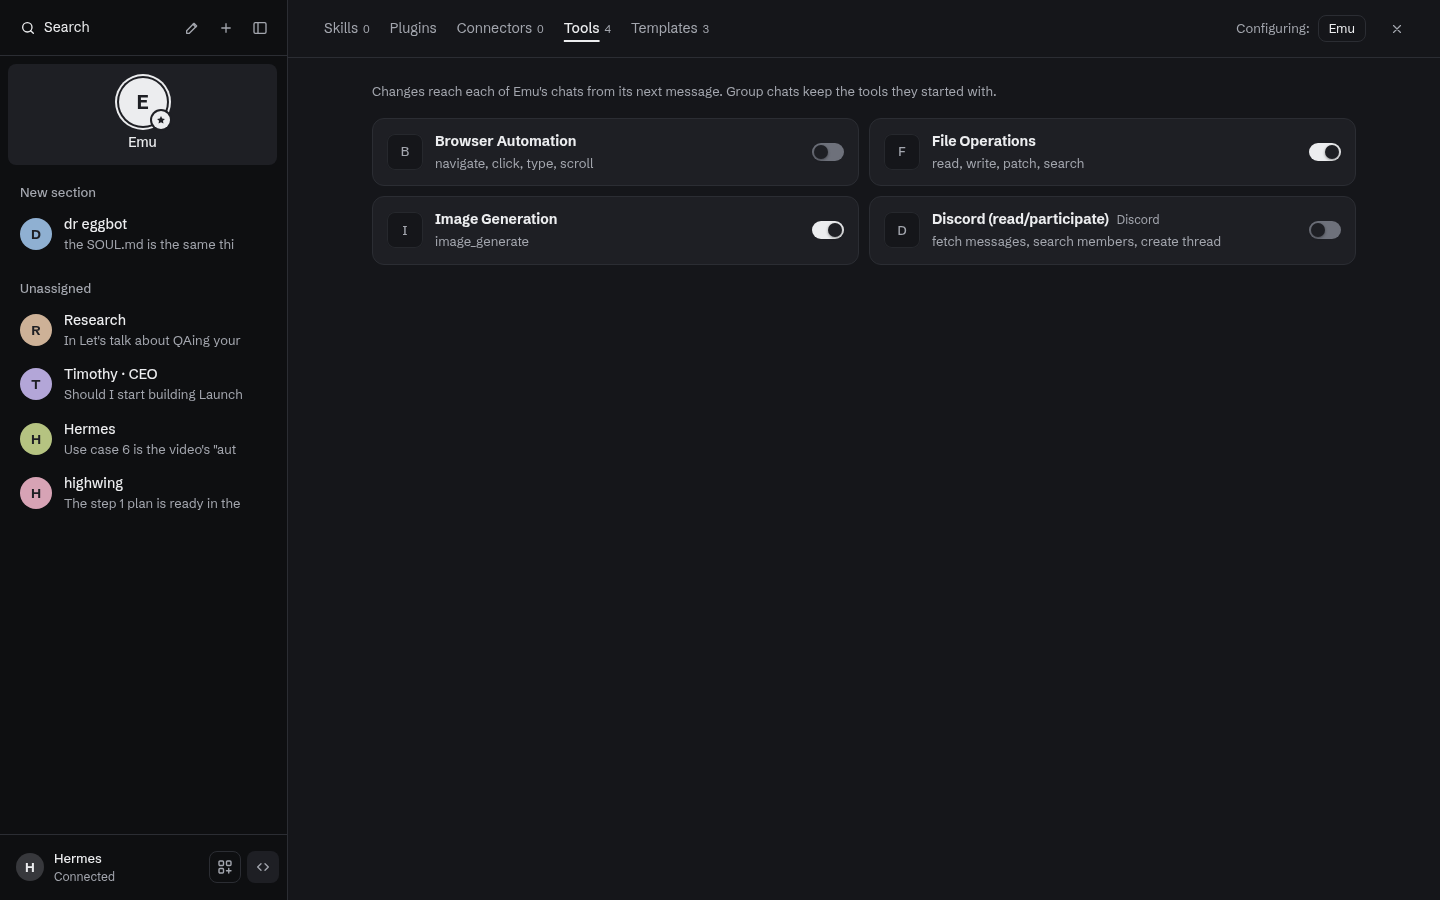 Search
E
Emu
New section
D
dr eggbot
the SOUL.md is the same thi
Unassigned
R
Research
In Let's talk about QAing your
T
Timothy · CEO
Should I start building Launch
H
Hermes
Use case 6 is the video's "aut
H
highwing
The step 1 plan is ready in the
H
Hermes
Connected
Skills 0 Plugins Connectors 0 Tools 4 Templates 3
Configuring: Emu
Changes reach each of Emu's chats from its next message. Group chats keep the tools they started with.
B
Browser Automation
navigate, click, type, scroll
F
File Operations
read, write, patch, search
I
Image Generation
image_generate
D
Discord (read/participate) Discord
fetch messages, search members, create thread